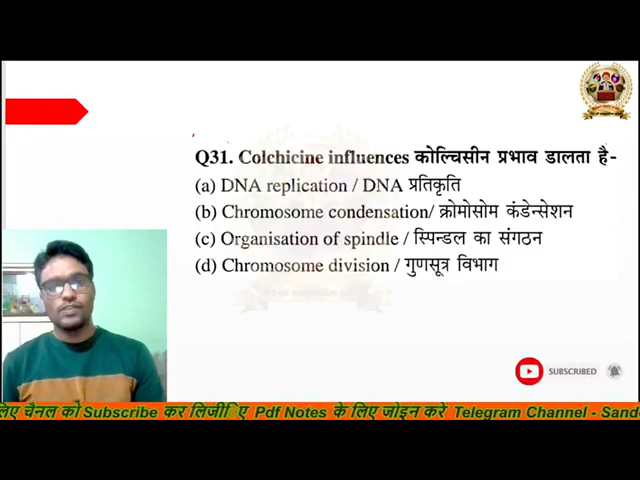 Q31. Colchicine influences कोल्चिसीन प्रभाव डालता है-
(a) DNA replication / DNA प्रतिकृति
(b) Chromosome condensation/ क्रोमोसोम कंडेन्सेशन
(c) Organisation of spindle / स्पिन्डल का संगठन
(d) Chromosome division / गुणसूत्र विभाग
SUBSCRIBED
लिए चैनल को Subscribe कर लिजीिए Pdf Notes के लिए जोइन करें Telegram Channel - Sand